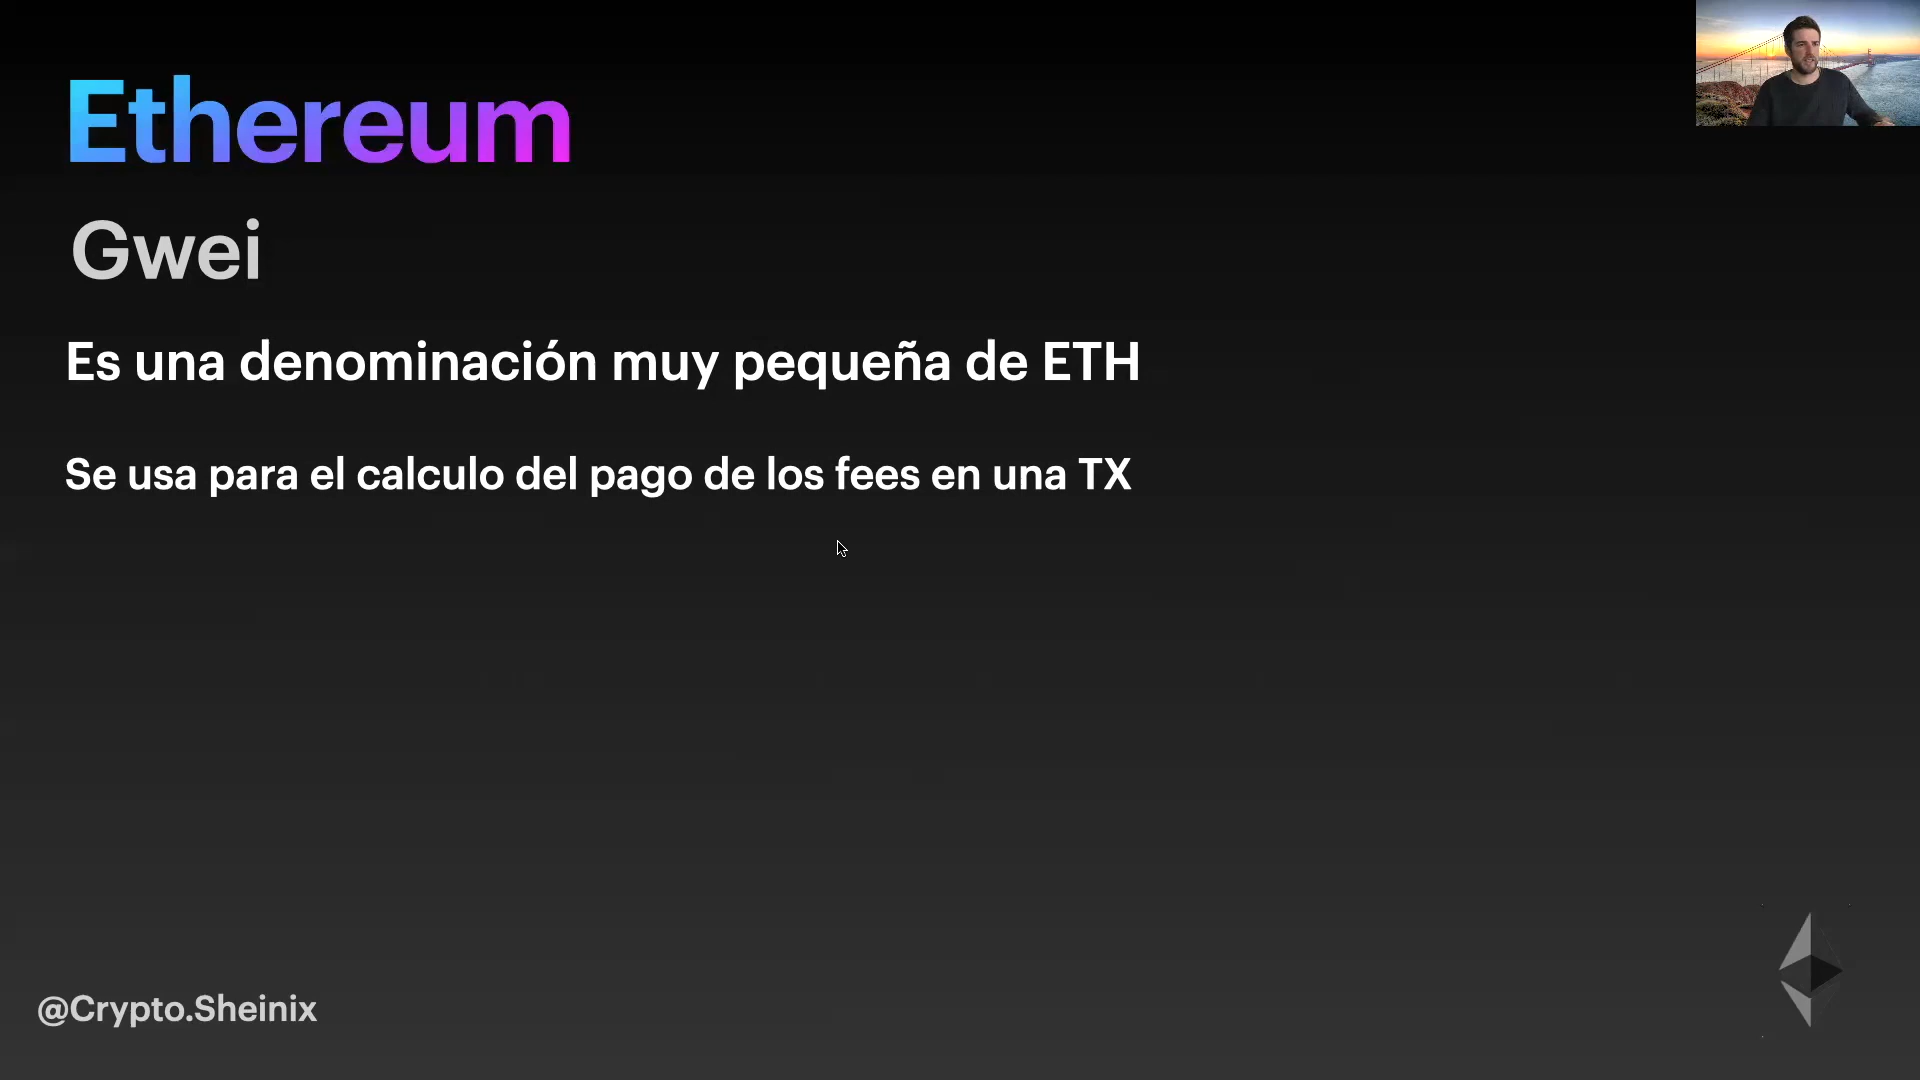 Ethereum
Gwei
Es una denominación muy pequeña de ETH
Se usa para el calculo del pago de los fees en una TX
@Crypto.Sheinix